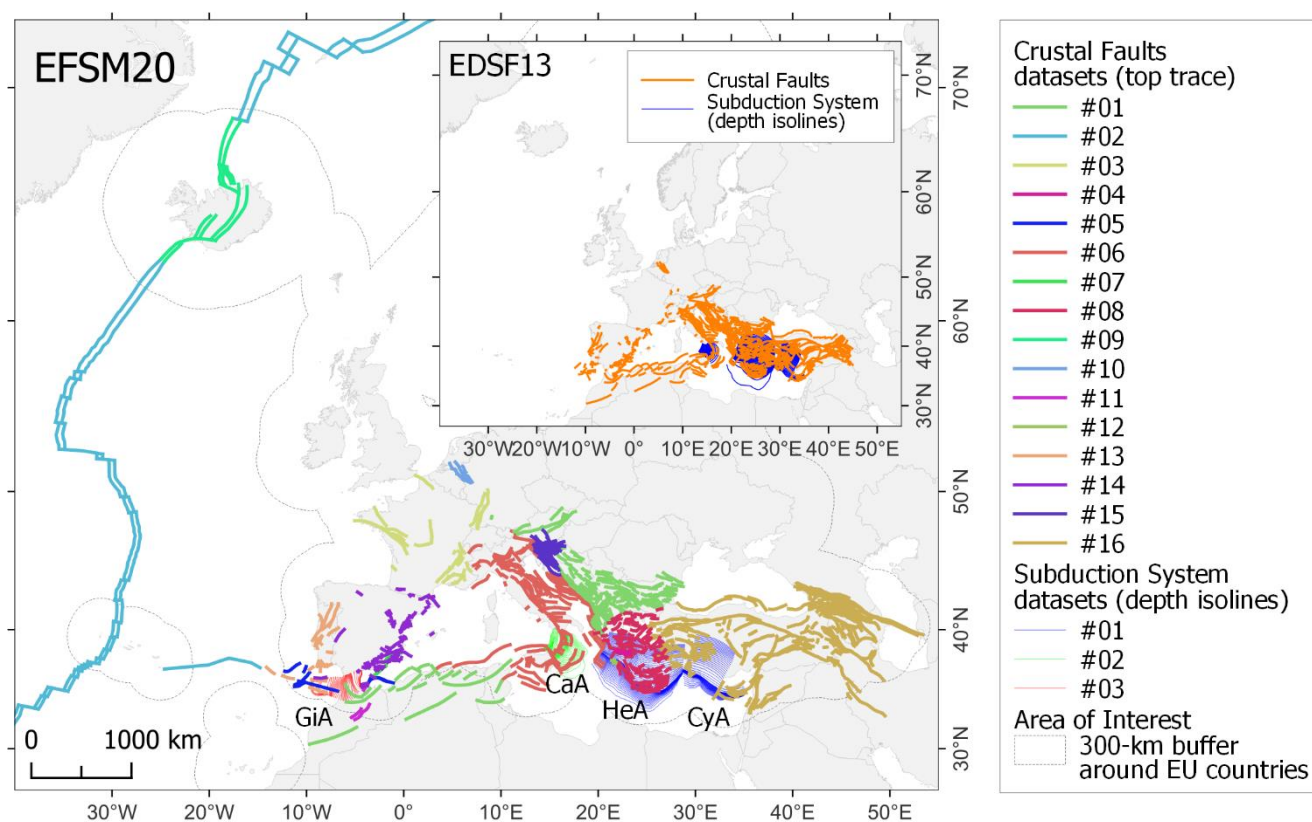 EFSM20
EDSF13
Crustal Faults
Subduction System
(depth isolines)
70°N
60°N
50°N
40°N
30°N
30°W
20°W
10°W
0°
10°E
20°E
30°E
40°E
50°E
70°N
60°N
50°N
40°N
30°N
GiA
CaA
HeA
CyA
0
1000 km
30°W
20°W
10°W
0°
10°E
20°E
30°E
40°E
50°E
Crustal Faults
datasets (top trace)
#01
#02
#03
#04
#05
#06
#07
#08
#09
#10
#11
#12
#13
#14
#15
#16
Subduction System
datasets (depth isolines)
#01
#02
#03
Area of Interest
300-km buffer
around EU countries